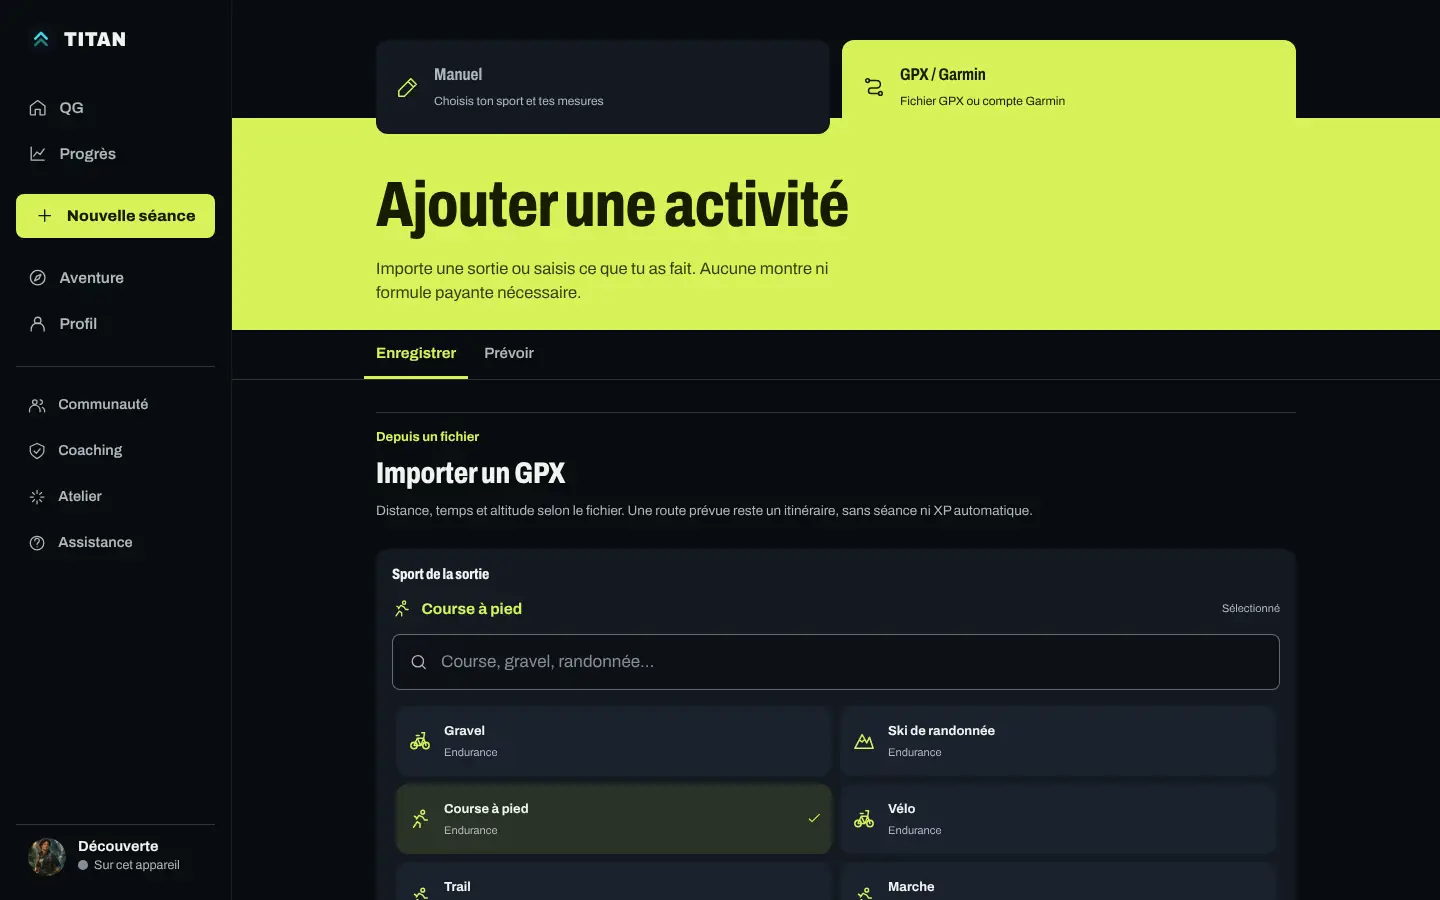 TITAN
QG
Progrès
Nouvelle séance
Aventure
Profil
Communauté
Coaching
Atelier
Assistance
Découverte
Sur cet appareil
Manuel
Choisis ton sport et tes mesures
GPX / Garmin
Fichier GPX ou compte Garmin
Ajouter une activité
Importe une sortie ou saisis ce que tu as fait. Aucune montre ni
formule payante nécessaire.
Enregistrer
Prévoir
Depuis un fichier
Importer un GPX
Distance, temps et altitude selon le fichier. Une route prévue reste un itinéraire, sans séance ni XP automatique.
Sport de la sortie
Course à pied
Sélectionné
Course, gravel, randonnée…
Gravel
Endurance
Ski de randonnée
Endurance
Course à pied
Endurance
Vélo
Endurance
Trail
Marche